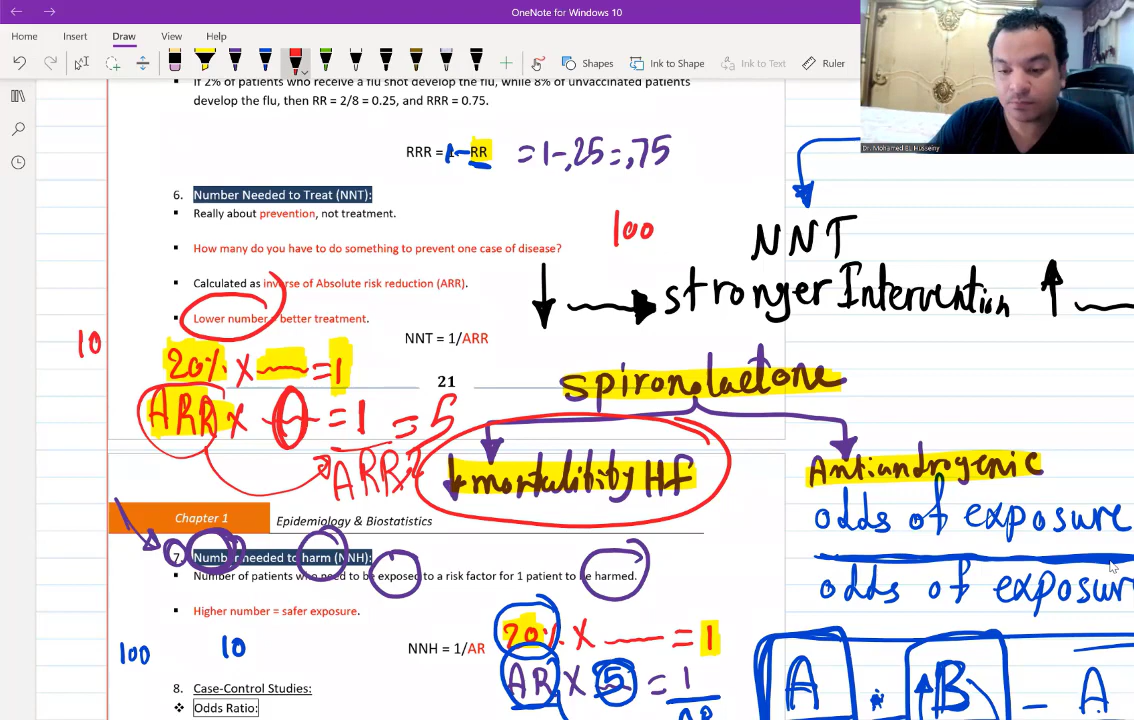 OneNote for Windows 10
Home Insert Draw View Help
Shapes Ink to Shape Ink to Text Ruler
Dr. Mohamed EL Husseiny
If 2% of patients who receive a flu shot develop the flu, while 8% of unvaccinated patients
develop the flu, then RR = 2/8 = 0.25, and RRR = 0.75.
RRR = 1 - RR = 1 - ,25 = ,75
6. Number Needed to Treat (NNT):
Really about prevention, not treatment.
100
NNT
How many do you have to do something to prevent one case of disease?
Calculated as inverse of Absolute risk reduction (ARR).
stronger Intervention
Lower number = better treatment.
10
NNT = 1/ARR
20% x = 1
21
spironolactone
ARR x = 1 = 5
ARR
mortulitiby HF
Antiandrogenic
Chapter 1 Epidemiology & Biostatistics
odds of exposure
odds of exposur
7. Number needed to harm (NNH):
Number of patients who need to be exposed to a risk factor for 1 patient to be harmed.
Higher number = safer exposure.
100 10
NNH = 1/AR
20% x = 1
AR x 5 = 1
AR
A B - A
8. Case-Control Studies:
Odds Ratio: